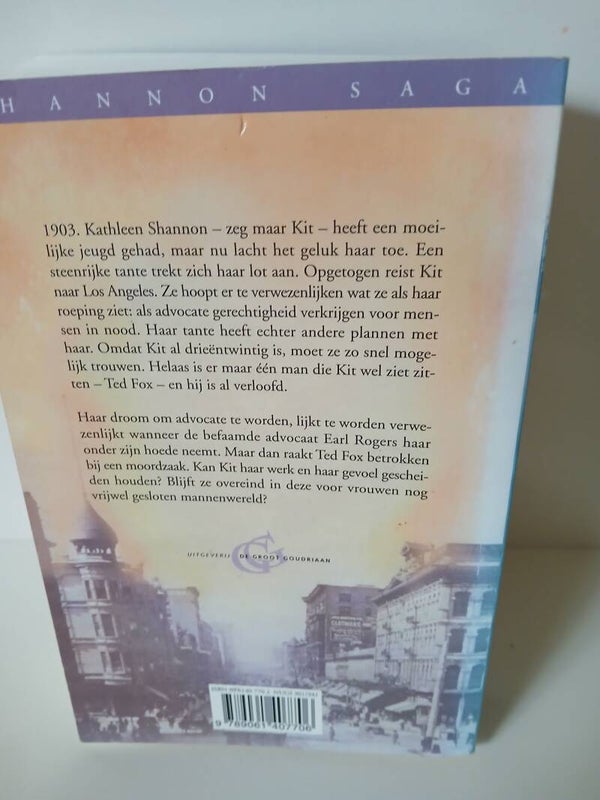 HANNON SAGA
1903. Kathleen Shannon – zeg maar Kit – heeft een moei-
lijke jeugd gehad, maar nu lacht het geluk haar toe. Een
steenrijke tante trekt zich haar lot aan. Opgetogen reist Kit
naar Los Angeles. Ze hoopt er te verwezenlijken wat ze als haar
roeping ziet: als advocate gerechtigheid verkrijgen voor men-
sen in nood. Haar tante heeft echter andere plannen met
haar. Omdat Kit al drieëntwintig is, moet ze zo snel moge-
lijk trouwen. Helaas is er maar één man die Kit wel ziet zit-
ten – Ted Fox – en hij is al verloofd.
Haar droom om advocate te worden, lijkt te worden verwe-
zenlijkt wanneer de befaamde advocaat Earl Rogers haar
onder zijn hoede neemt. Maar dan raakt Ted Fox betrokken
bij een moordzaak. Kan Kit haar werk en haar gevoel geschei-
den houden? Blijft ze overeind in deze voor vrouwen nog
vrijwel gesloten mannenwereld?
UITGEVERIJ DE GROOT GOUDRIAAN
CLOTHIERS
9 789061 407706